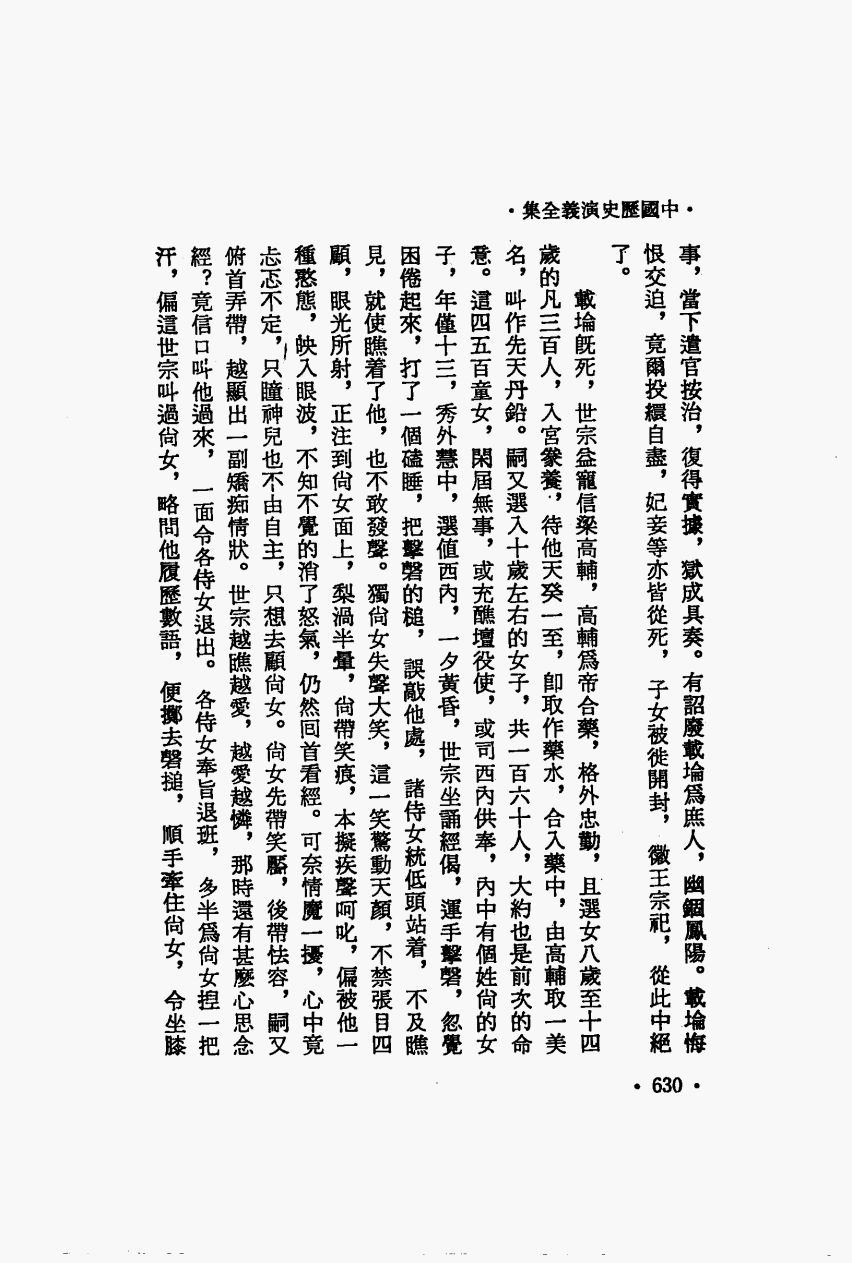 ・中國歷史演義全集・
事，當下遣官按治，復得實據，獄成具奏。有詔廢載埨爲庶人，幽錮鳳陽。載埨悔
恨交迫，竟爾投繯自盡，妃妾等亦皆從死，子女被徙開封，徽王宗祀，從此中絕
了。
載埨旣死，世宗益寵信梁高輔，高輔爲帝合藥，格外忠勤，且選女八歲至十四
歲的凡三百人，入宮豢養，待他天癸一至，卽取作藥水，合入藥中，由高輔取一美
名，叫作先天丹鉛。嗣又選入十歲左右的女子，共一百六十人，大約也是前次的命
意。這四五百童女，閑居無事，或充醮壇役使，或司西內供奉，內中有個姓尙的女
子，年僅十三，秀外慧中，選値西內，一夕黃昏，世宗坐誦經偈，運手擊磬，忽覺
困倦起來，打了一個磕睡，把擊磬的槌，誤敲他處，諸侍女統低頭站着，不及瞧
見，就使瞧着了他，也不敢發聲。獨尙女失聲大笑，這一笑驚動天顏，不禁張目四
顧，眼光所射，正注到尙女面上，梨渦半暈，尙帶笑痕，本擬疾聲呵叱，偏被他一
種憨態，映入眼波，不知不覺的消了怒氣，仍然回首看經。可奈情魔一擾，心中竟
忐忑不定，只瞳神兒也不由自主，只想去顧尙女。尙女先帶笑靨，後帶怯容，嗣又
俯首弄帶，越顯出一副嬌痴情狀。世宗越瞧越愛，越愛越憐，那時還有甚麼心思念
經？竟信口叫他過來，一面令各侍女退出。各侍女奉旨退班，多半爲尙女捏一把
汗，偏這世宗叫過尙女，略問他履歷數語，便擲去磬搥，順手牽住尙女，令坐膝
・630・